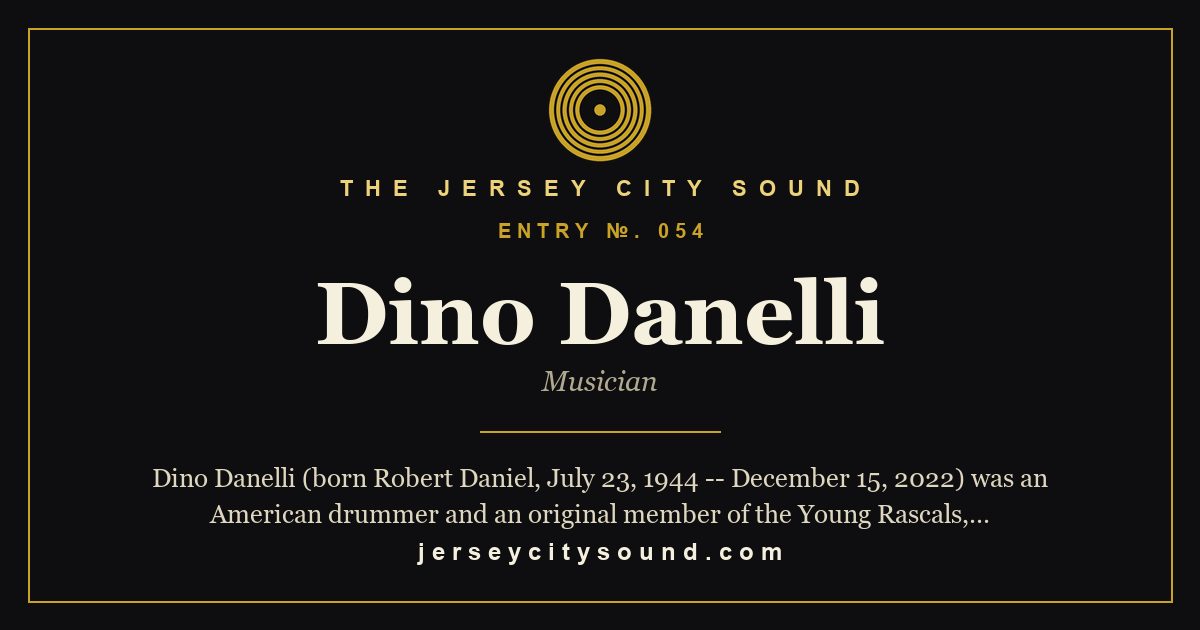 THE JERSEY CITY SOUND
ENTRY №. 054
Dino Danelli
Musician
Dino Danelli (born Robert Daniel, July 23, 1944 -- December 15, 2022) was an
American drummer and an original member of the Young Rascals,...
jerseycitysound.com